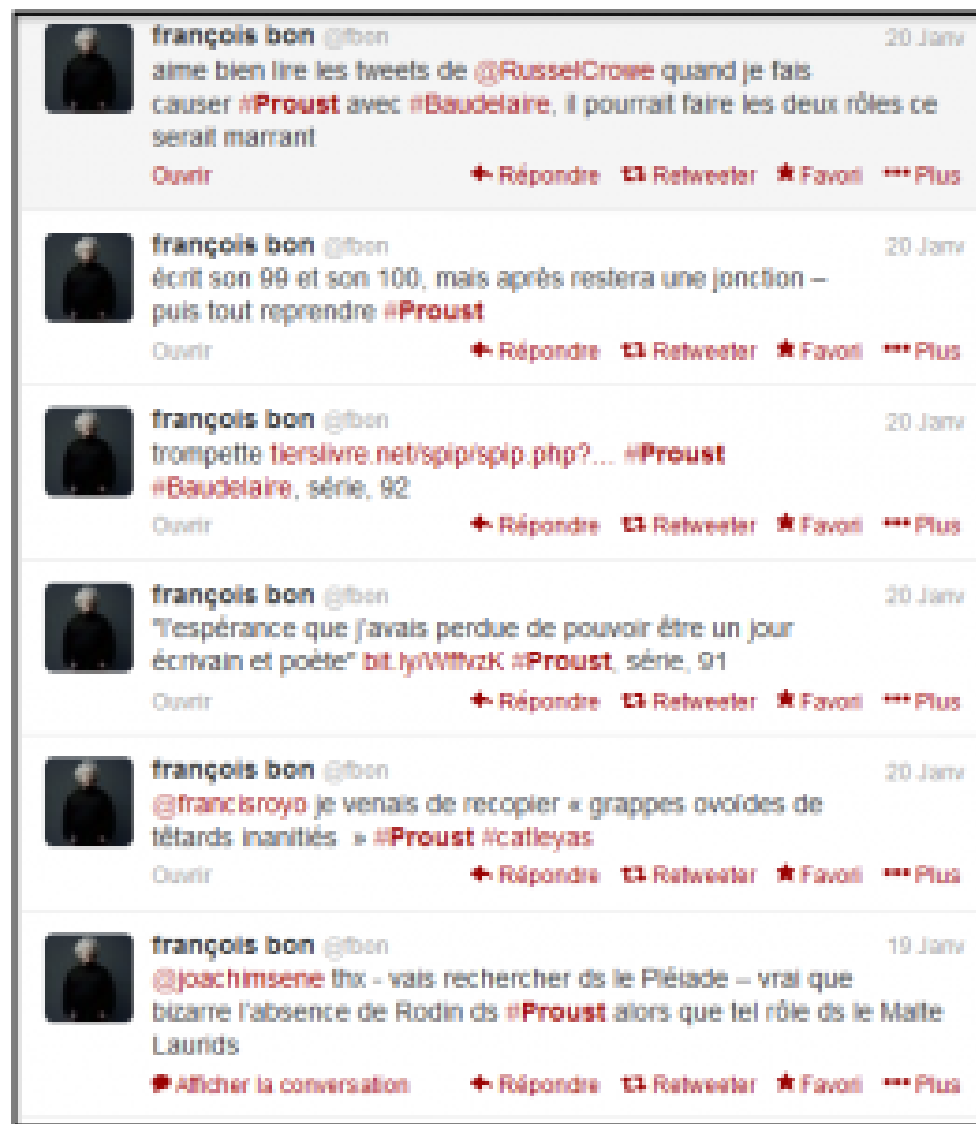 françois bon @fbon 20 Janv
aime bien lire les tweets de @RusselCrowe quand je fais
causer #Proust avec #Baudelaire, il pourrait faire les deux rôles ce
serait marrant
Ouvrir Répondre Retweeter Favori Plus
françois bon @fbon 20 Janv
écrit son 99 et son 100, mais après restera une jonction –
puis tout reprendre #Proust
Ouvrir Répondre Retweeter Favori Plus
françois bon @fbon 20 Janv
trompette tierslivre.net/spip/spip.php?... #Proust
#Baudelaire, série, 92
Ouvrir Répondre Retweeter Favori Plus
françois bon @fbon 20 Janv
"l'espérance que j'avais perdue de pouvoir être un jour
écrivain et poète" bit.ly/WffvzK #Proust, série, 91
Ouvrir Répondre Retweeter Favori Plus
françois bon @fbon 20 Janv
@francisroyo je venais de recopier « grappes ovoïdes de
têtards inanitiés » #Proust #catleyas
Ouvrir Répondre Retweeter Favori Plus
françois bon @fbon 19 Janv
@joachimsene thx - vais rechercher ds le Pléiade – vrai que
bizarre l'absence de Rodin ds #Proust alors que tel rôle ds le Malte
Laurids
Afficher la conversation Répondre Retweeter Favori Plus